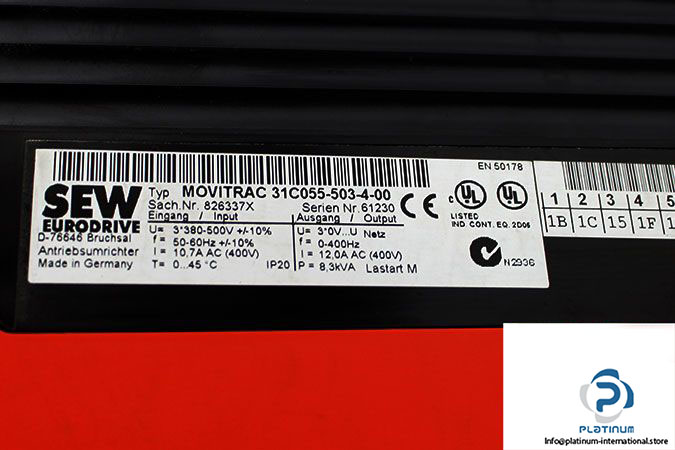 Typ MOVITRAC 31C055-503-4-00
Sach.Nr. 826337X Serien Nr. 61230
SEW
EURODRIVE
D-76646 Bruchsal
Antriebsumrichter
Made in Germany
Eingang / Input Ausgang / Output
U= 3*380-500V +/-10% U= 3*0V...U Netz
f = 50-60Hz +/-10% f = 0-400Hz
I = 10,7A AC (400V) I = 12,0A AC (400V)
T= 0...45 °C IP20 P = 8,3kVA Lastart M
CE
EN 50178
c UL UL
LISTED
IND CONT. EQ. 2D06
N2936
1 2 3 4 5
1B 1C 15 1F
PLATINUM
Info@platinum-international.store